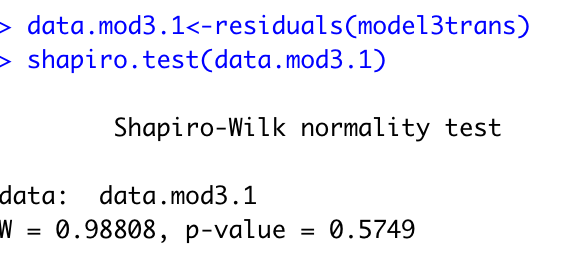 > data.mod3.1<-residuals(model3trans)
> shapiro.test(data.mod3.1)
Shapiro-Wilk normality test
data:  data.mod3.1
W = 0.98808, p-value = 0.5749